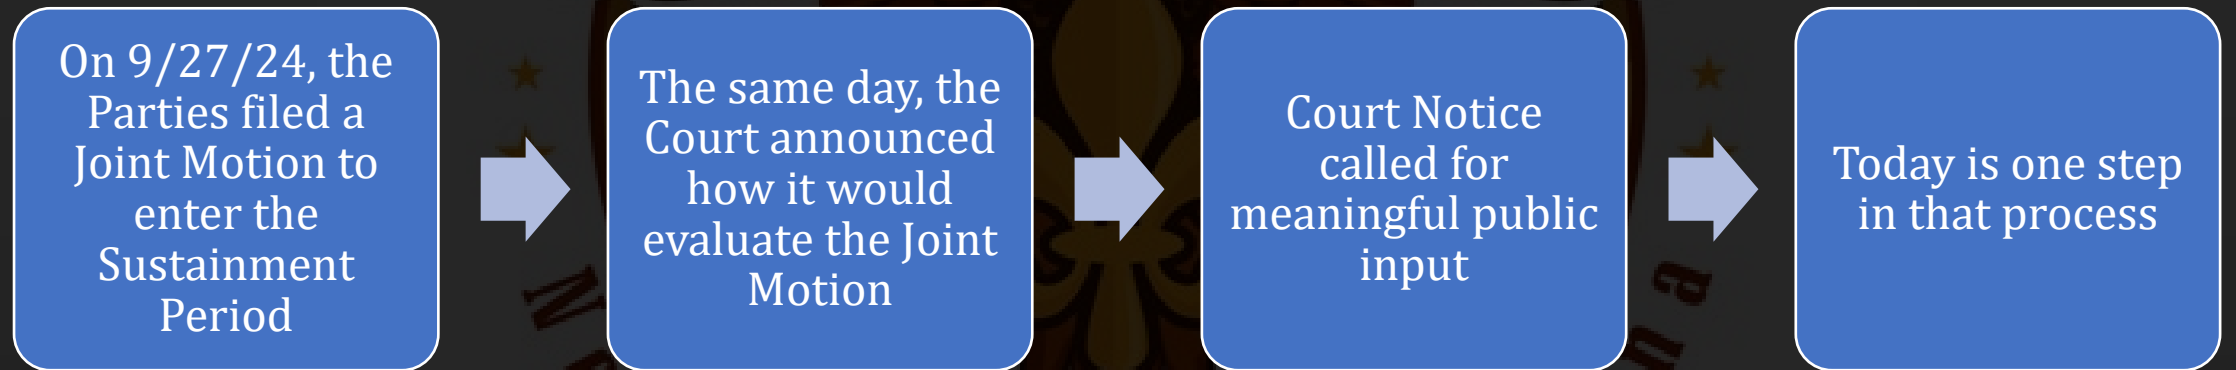 On 9/27/24, the
Parties filed a
Joint Motion to
enter the
Sustainment
Period
The same day, the
Court announced
how it would
evaluate the Joint
Motion
Court Notice
called for
meaningful public
input
Today is one step
in that process